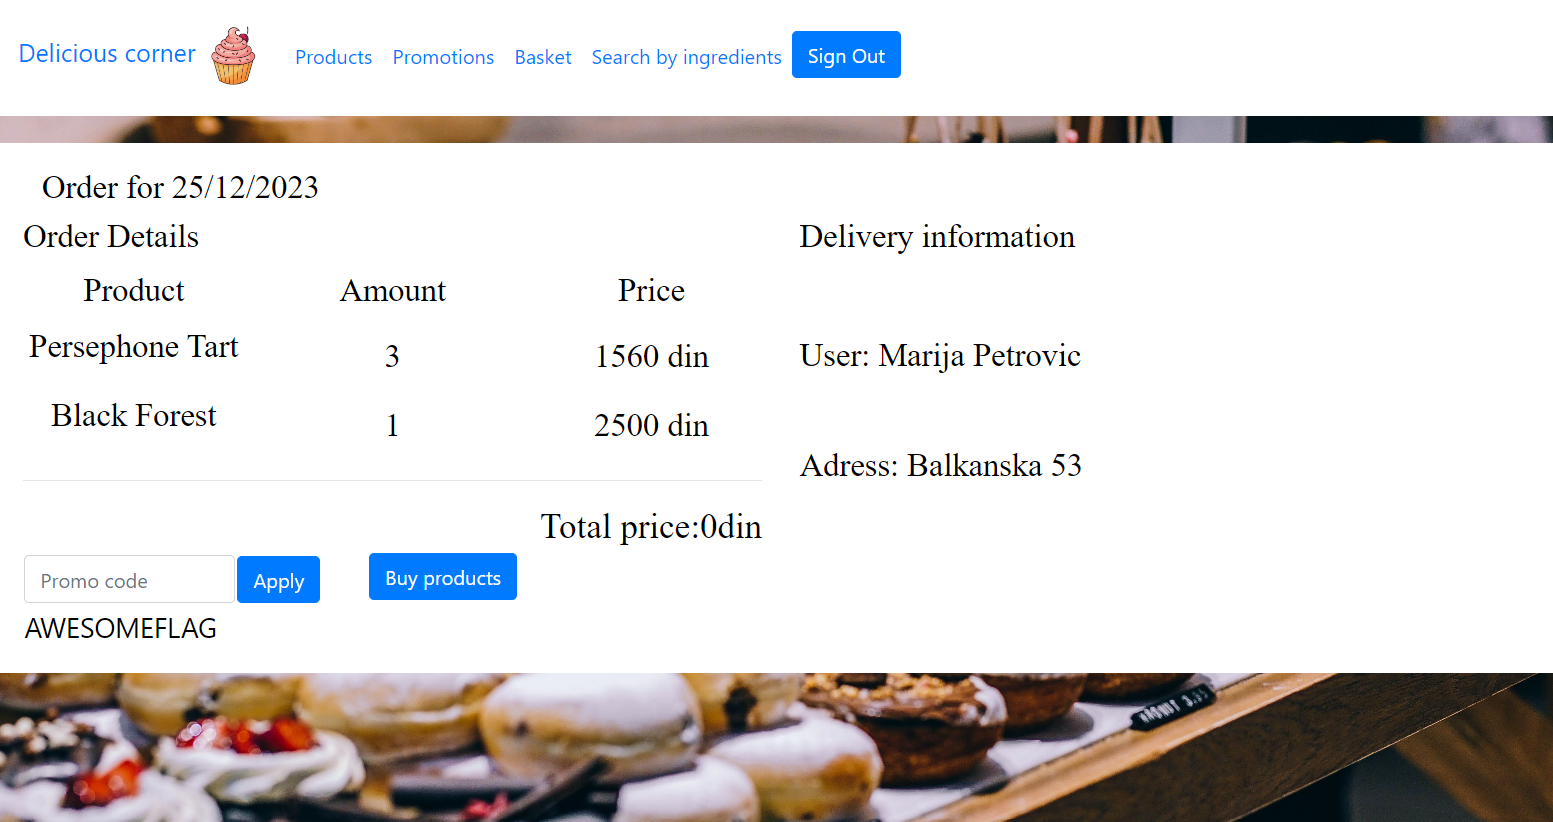 Delicious corner
Products Promotions Basket Search by ingredients Sign Out
Order for 25/12/2023
Order Details
Product Amount Price
Persephone Tart 3 1560 din
Black Forest 1 2500 din
Total price:0din
Promo code Apply Buy products
AWESOMEFLAG
Delivery information
User: Marija Petrovic
Adress: Balkanska 53